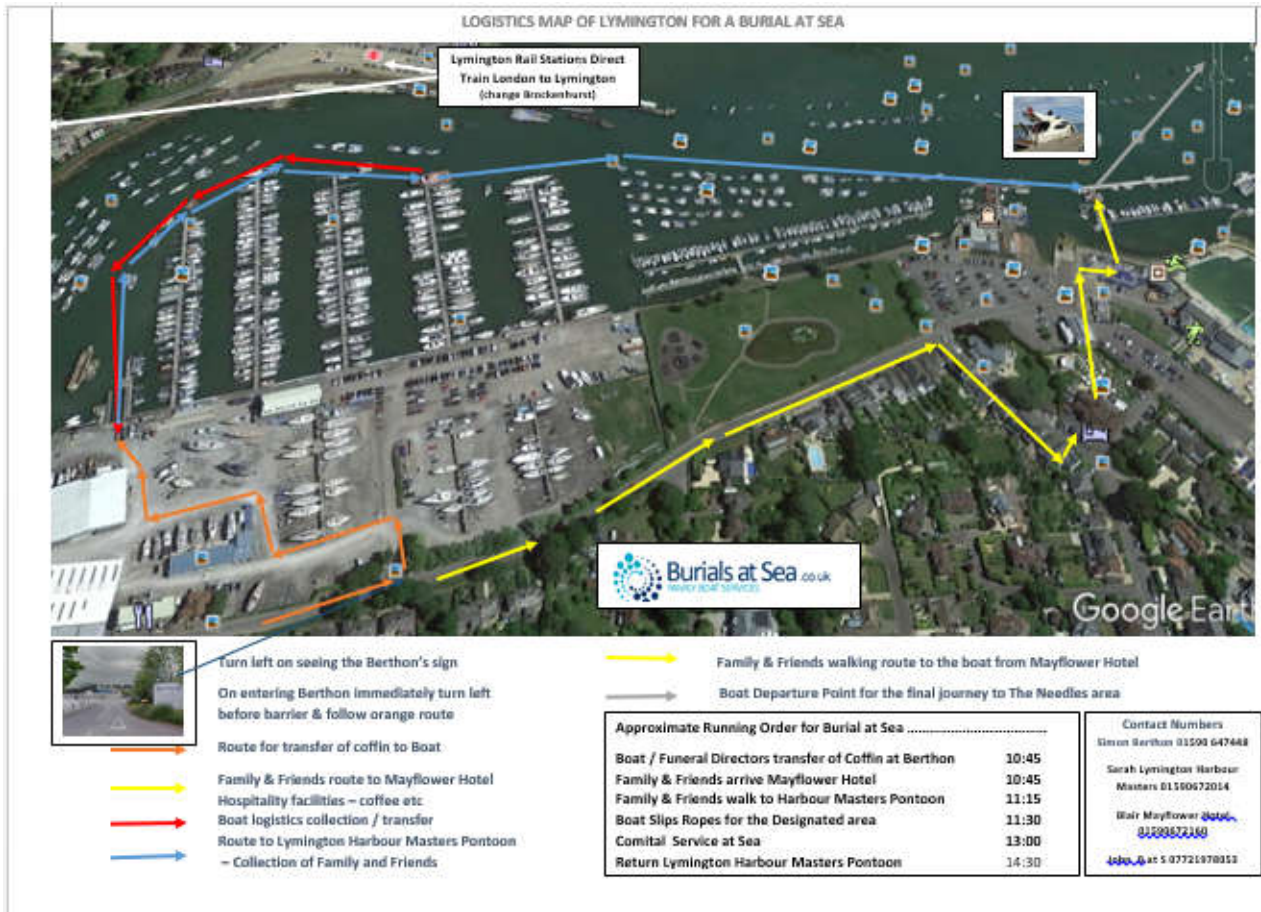 LOGISTICS MAP OF LYMINGTON FOR A BURIAL AT SEA
Lymington Rail Stations Direct
Train London to Lymington
(change Brockenhurst)
Burials at Sea.co.uk
FAMILY BOAT SERVICES
Google Eart
Turn left on seeing the Berthon's sign
On entering Berthon immediately turn left
before barrier & follow orange route
Route for transfer of coffin to Boat
Family & Friends route to Mayflower Hotel
Hospitality facilities – coffee etc
Boat logistics collection / transfer
Route to Lymington Harbour Masters Pontoon
– Collection of Family and Friends
Family & Friends walking route to the boat from Mayflower Hotel
Boat Departure Point for the final journey to The Needles area
Approximate Running Order for Burial at Sea ..............................
Boat / Funeral Directors transfer of Coffin at Berthon 10:45
Family & Friends arrive Mayflower Hotel 10:45
Family & Friends walk to Harbour Masters Pontoon 11:15
Boat Slips Ropes for the Designated area 11:30
Comital Service at Sea 13:00
Return Lymington Harbour Masters Pontoon 14:30
Contact Numbers
Simon Berthon 01590 647448
Sarah Lymington Harbour
Masters 01590672014
Blair Mayflower Hotel
01590672160
John B at S 07721978053